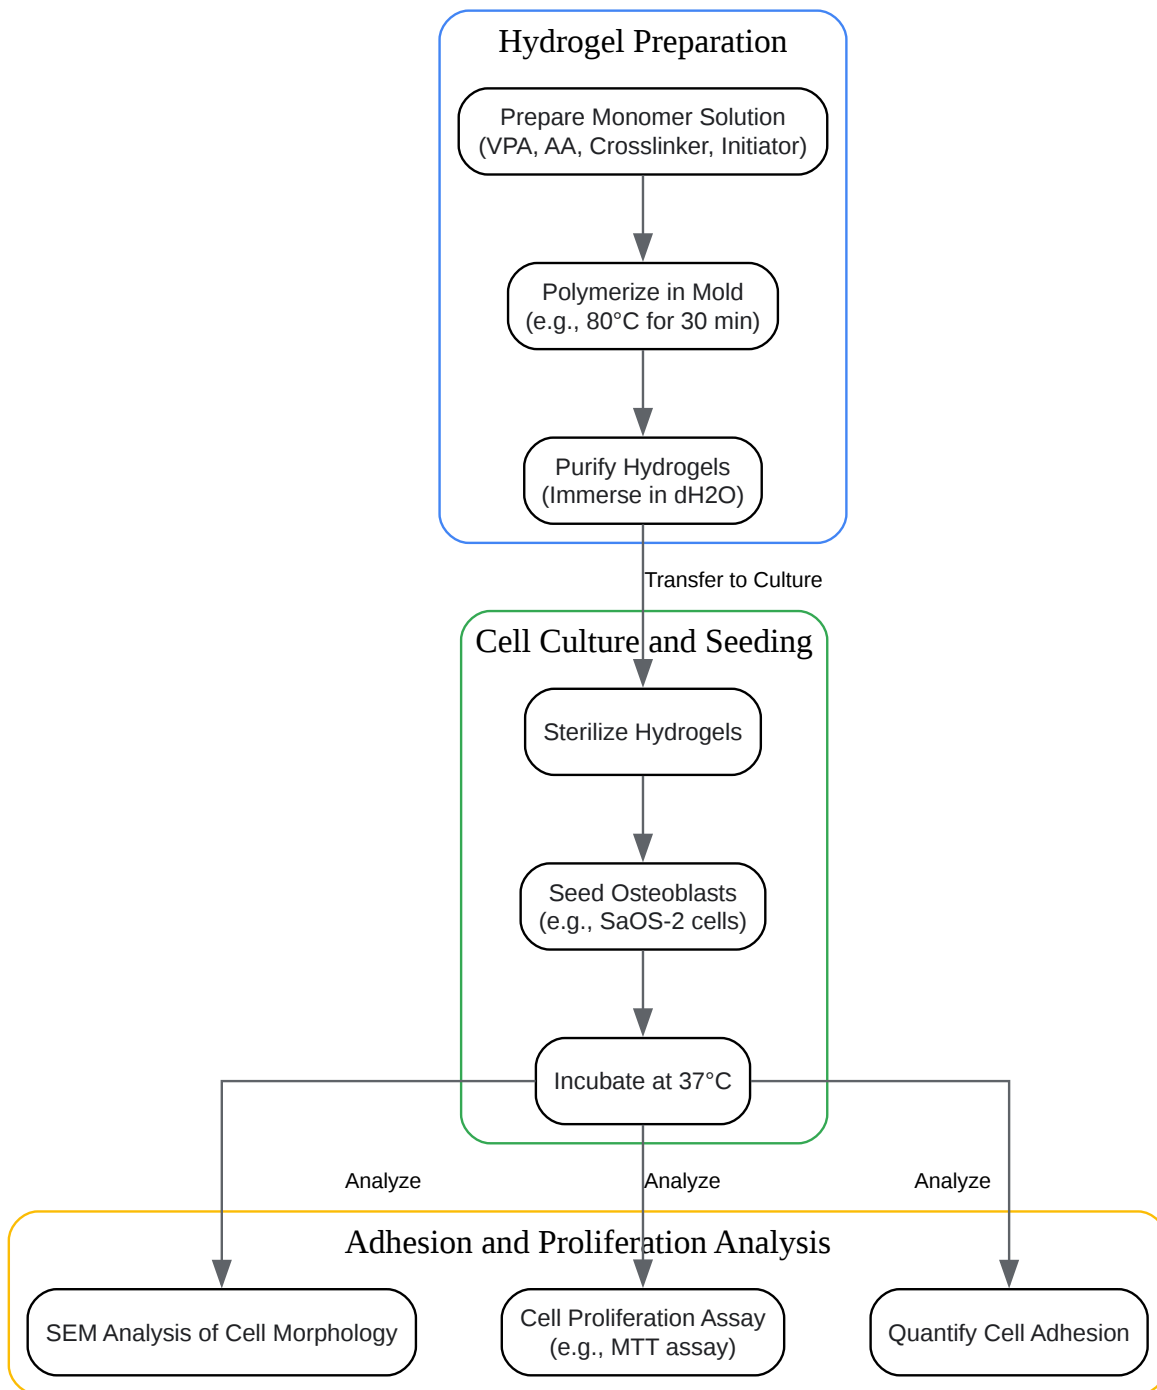 Hydrogel Preparation
Prepare Monomer Solution
(VPA, AA, Crosslinker, Initiator)
Polymerize in Mold
(e.g., 80°C for 30 min)
Purify Hydrogels
(Immerse in dH2O)
Transfer to Culture
Cell Culture and Seeding
Sterilize Hydrogels
Seed Osteoblasts
(e.g., SaOS-2 cells)
Incubate at 37°C
Analyze
Analyze
Analyze
Adhesion and Proliferation Analysis
SEM Analysis of Cell Morphology
Cell Proliferation Assay
(e.g., MTT assay)
Quantify Cell Adhesion